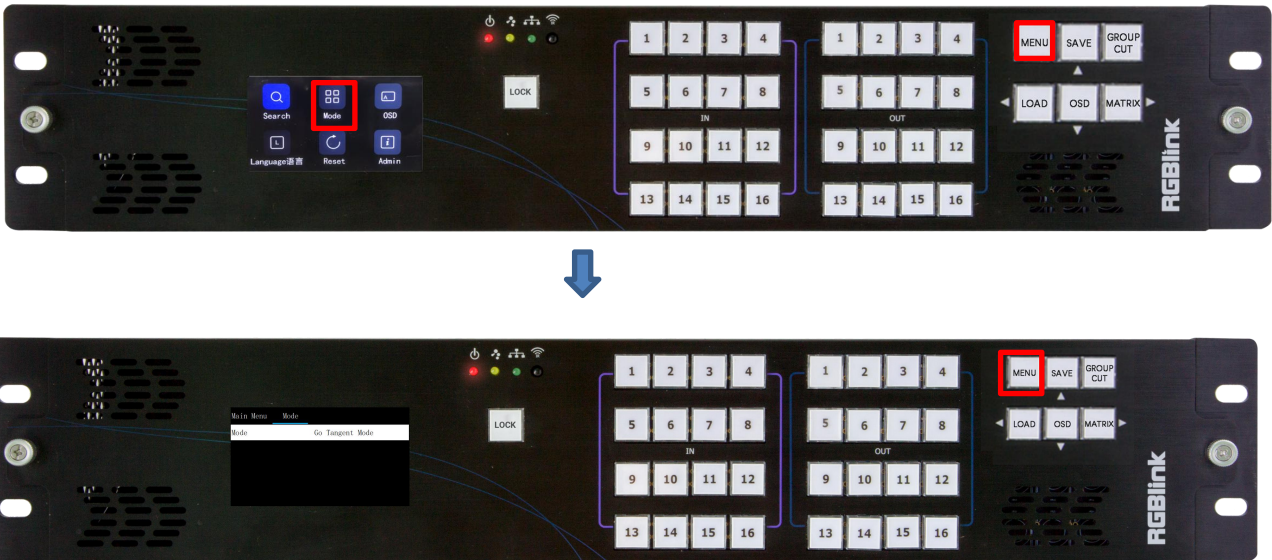 1 2 3 4
1 2 3 4
MENU SAVE GROUP CUT
Search Mode OSD
LOCK
5 6 7 8
5 6 7 8
IN
OUT
LOAD OSD MATRIX
Language语言 Reset Admin
9 10 11 12
9 10 11 12
13 14 15 16
13 14 15 16
RGBlink
1 2 3 4
1 2 3 4
MENU SAVE GROUP CUT
Main Menu Mode
Mode Go Tangent Mode
LOCK
5 6 7 8
5 6 7 8
IN
OUT
LOAD OSD MATRIX
9 10 11 12
9 10 11 12
13 14 15 16
13 14 15 16
RGBlink